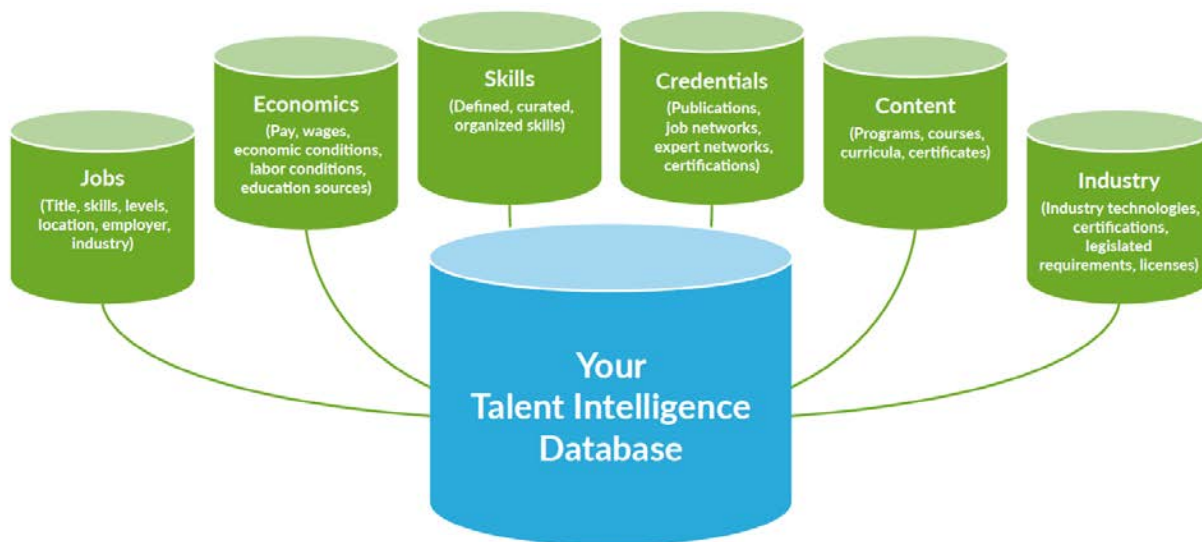 Jobs
(Title, skills, levels,
location, employer,
industry)
Economics
(Pay, wages,
economic conditions,
labor conditions,
education sources)
Skills
(Defined, curated,
organized skills)
Credentials
(Publications,
job networks,
expert networks,
certifications)
Content
(Programs, courses,
curricula, certificates)
Industry
(Industry technologies,
certifications,
legislated
requirements, licenses)
Your
Talent Intelligence
Database